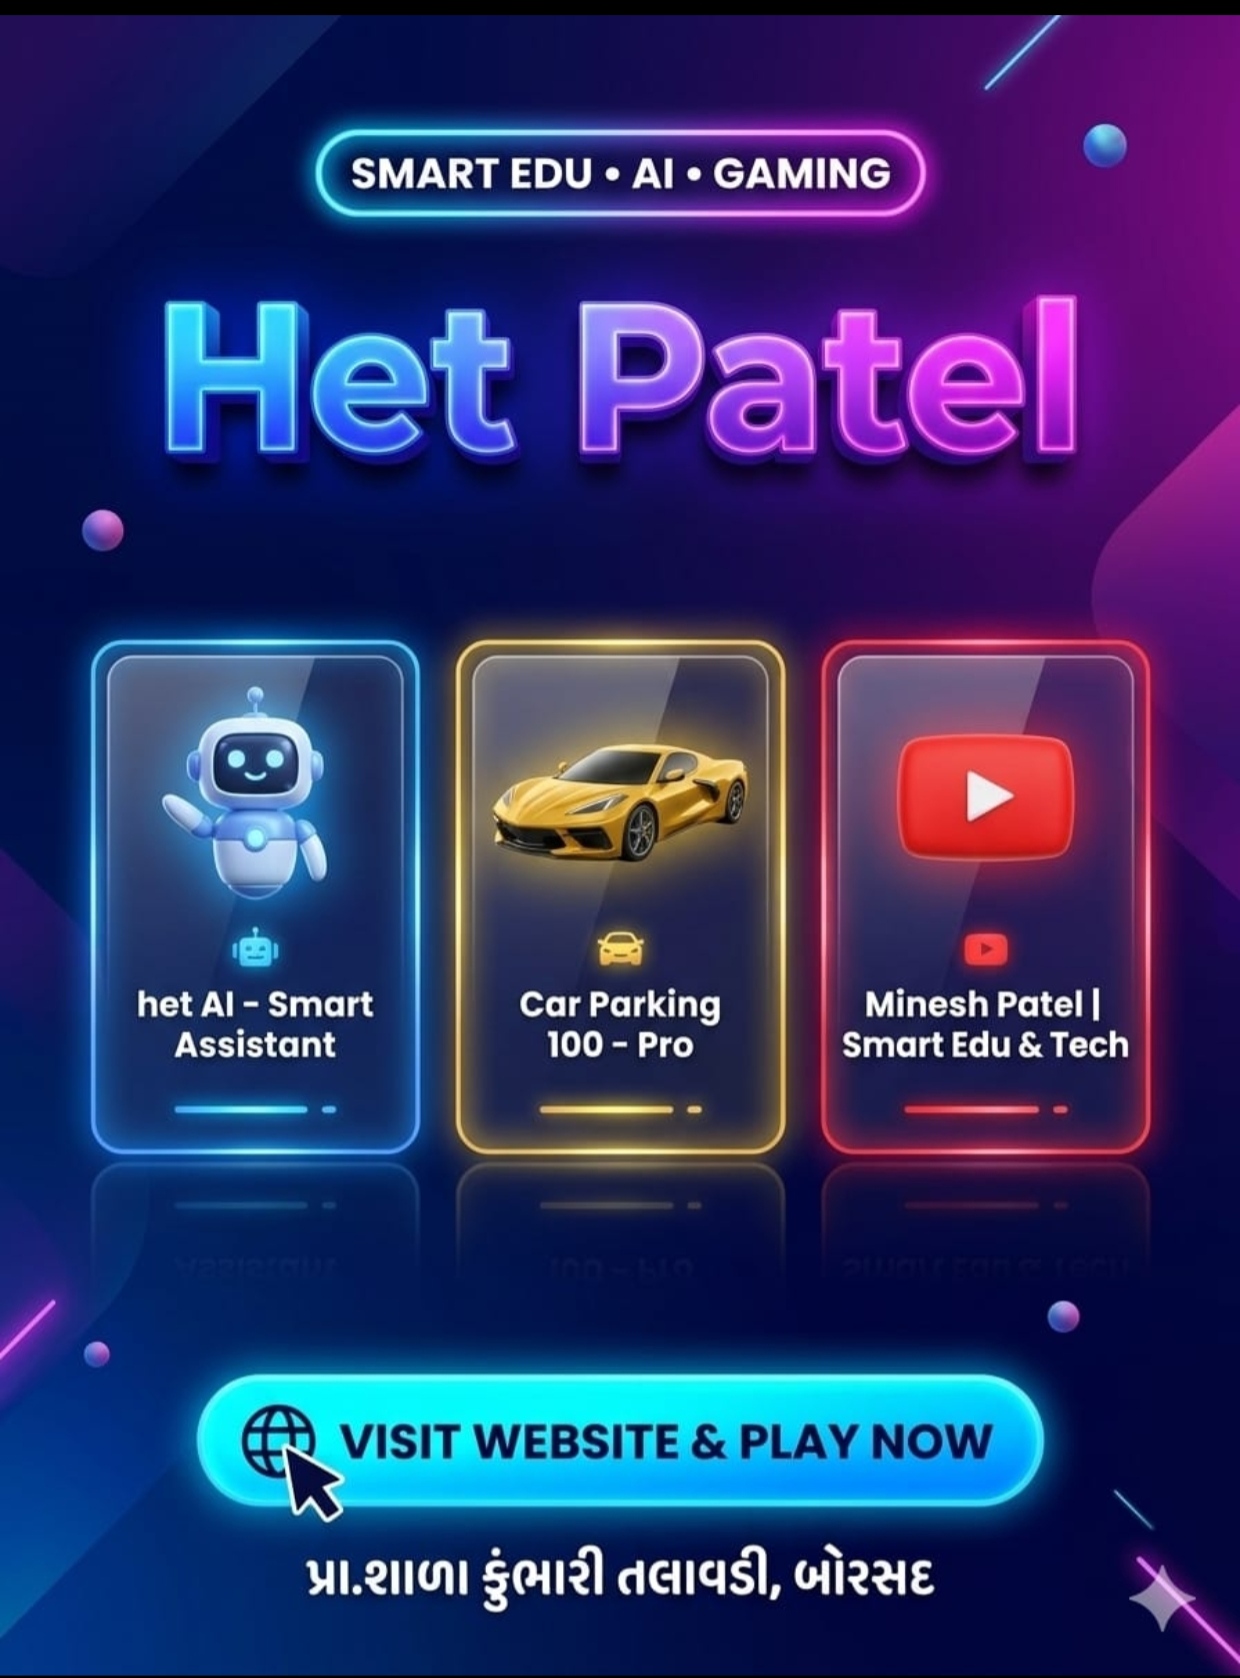 SMART EDU • AI • GAMING
Het Patel
het AI – Smart
Assistant
Car Parking
100 – Pro
Minesh Patel |
Smart Edu & Tech
VISIT WEBSITE & PLAY NOW
પ્રા.શાળા કુંભારી તલાવડી, બોરસદ